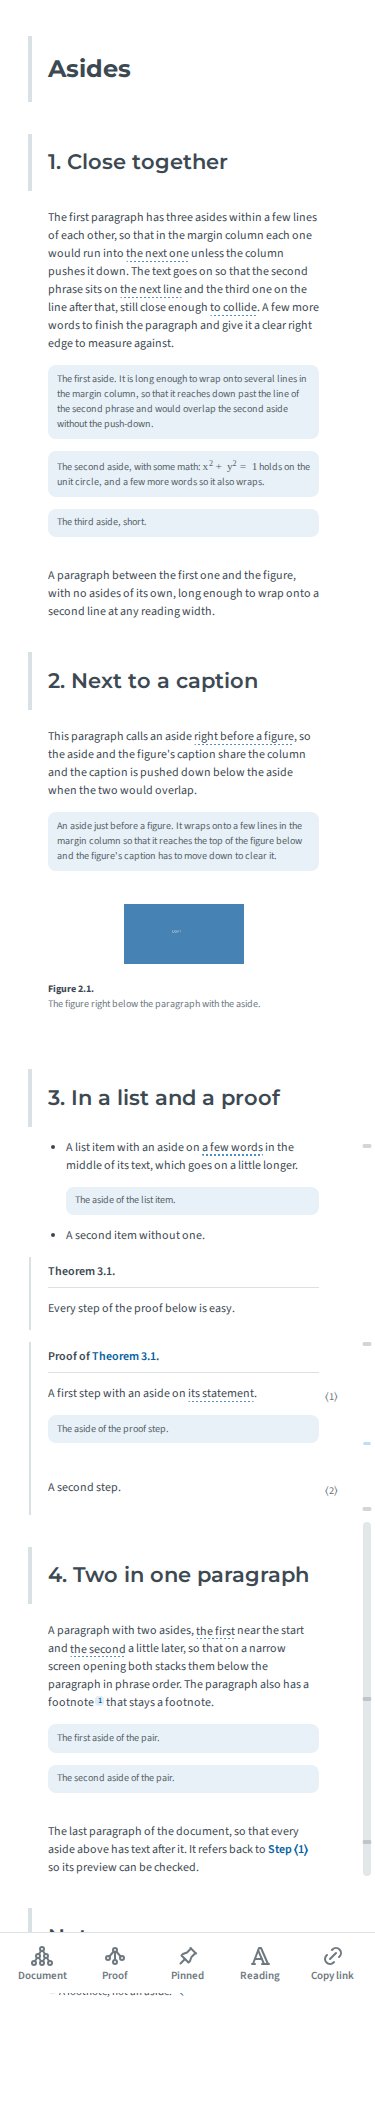 Asides
1. Close together
The first paragraph has three asides within a few lines
of each other, so that in the margin column each one
would run into the next one unless the column
pushes it down. The text goes on so that the second
phrase sits on the next line and the third one on the
line after that, still close enough to collide. A few more
words to finish the paragraph and give it a clear right
edge to measure against.
The first aside. It is long enough to wrap onto several lines in
the margin column, so that it reaches down past the line of
the second phrase and would overlap the second aside
without the push-down.
The second aside, with some math: x² + y² = 1 holds on the
unit circle, and a few more words so it also wraps.
The third aside, short.
A paragraph between the first one and the figure,
with no asides of its own, long enough to wrap onto a
second line at any reading width.
2. Next to a caption
This paragraph calls an aside right before a figure, so
the aside and the figure's caption share the column
and the caption is pushed down below the aside
when the two would overlap.
An aside just before a figure. It wraps onto a few lines in the
margin column so that it reaches the top of the figure below
and the figure's caption has to move down to clear it.
Figure 2.1.
The figure right below the paragraph with the aside.
3. In a list and a proof
• A list item with an aside on a few words in the
middle of its text, which goes on a little longer.
The aside of the list item.
• A second item without one.
Theorem 3.1.
Every step of the proof below is easy.
Proof of Theorem 3.1.
A first step with an aside on its statement. ⟨1⟩
The aside of the proof step.
A second step. ⟨2⟩
4. Two in one paragraph
A paragraph with two asides, the first near the start
and the second a little later, so that on a narrow
screen opening both stacks them below the
paragraph in phrase order. The paragraph also has a
footnote 1 that stays a footnote.
The first aside of the pair.
The second aside of the pair.
The last paragraph of the document, so that every
aside above has text after it. It refers back to Step ⟨1⟩
so its preview can be checked.
Document Proof Pinned Reading Copy link